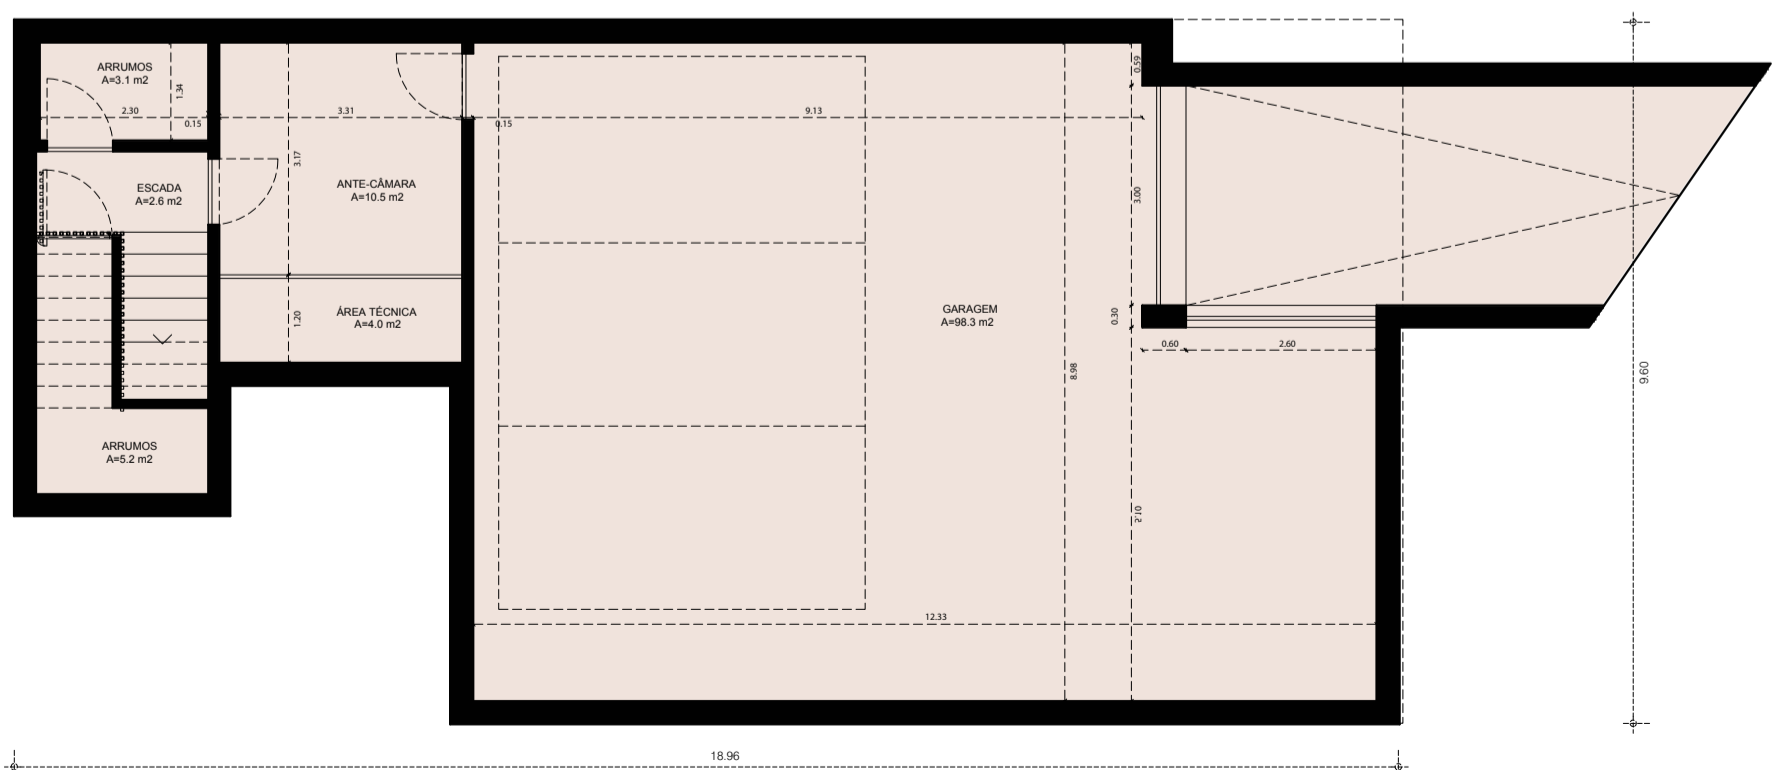 ARRUMOS
A=3.1 m2
1.34
2.30
0.15
3.31
0.15
9.13
0.59
3.17
ESCADA
A=2.6 m2
ANTE-CÂMARA
A=10.5 m2
3.00
ÁREA TÉCNICA
A=4.0 m2
1.20
GARAGEM
A=98.3 m2
0.30
0.60
2.60
8.98
9.60
ARRUMOS
A=5.2 m2
5.10
12.33
18.96